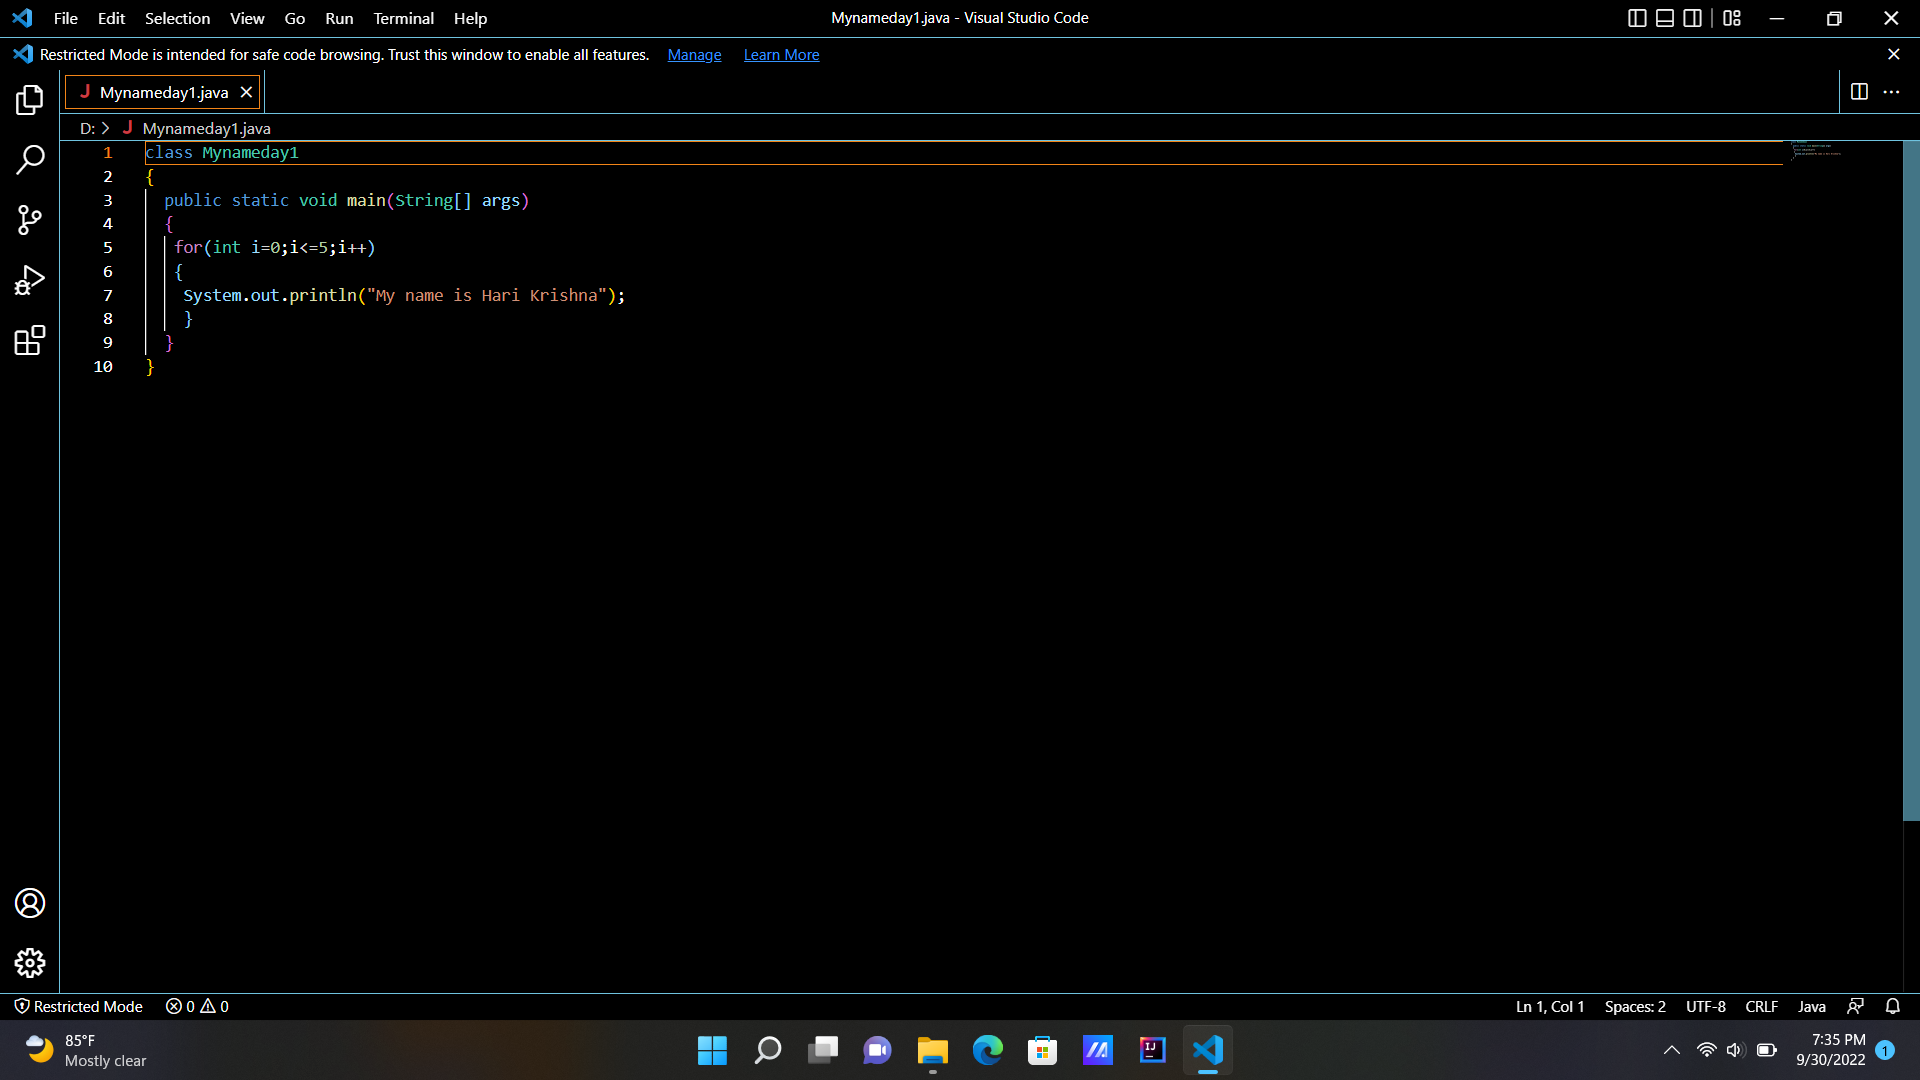 File Edit Selection View Go Run Terminal Help Mynameday1.java - Visual Studio Code
Restricted Mode is intended for safe code browsing. Trust this window to enable all features. Manage Learn More
J Mynameday1.java
D: > J Mynameday1.java
1 class Mynameday1
2 {
3 public static void main(String[] args)
4 {
5 for(int i=0;i<=5;i++)
6 {
7 System.out.println("My name is Hari Krishna");
8 }
9 }
10 }
Restricted Mode 0 0 Ln 1, Col 1 Spaces: 2 UTF-8 CRLF Java
85°F
Mostly clear
IJ
7:35 PM
9/30/2022
1